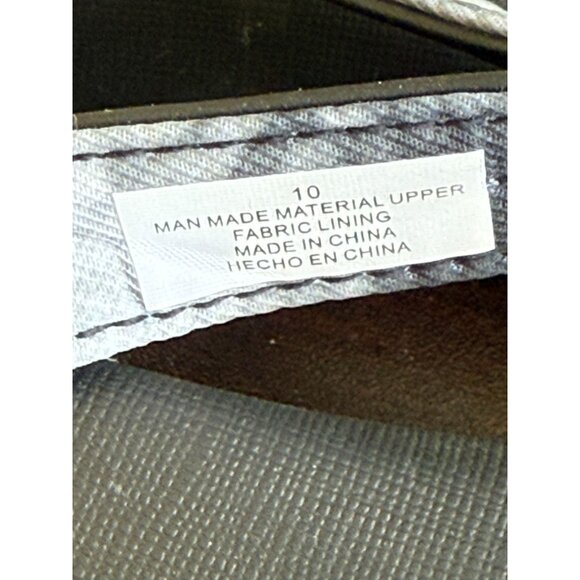 10
MAN MADE MATERIAL UPPER
FABRIC LINING
MADE IN CHINA
HECHO EN CHINA